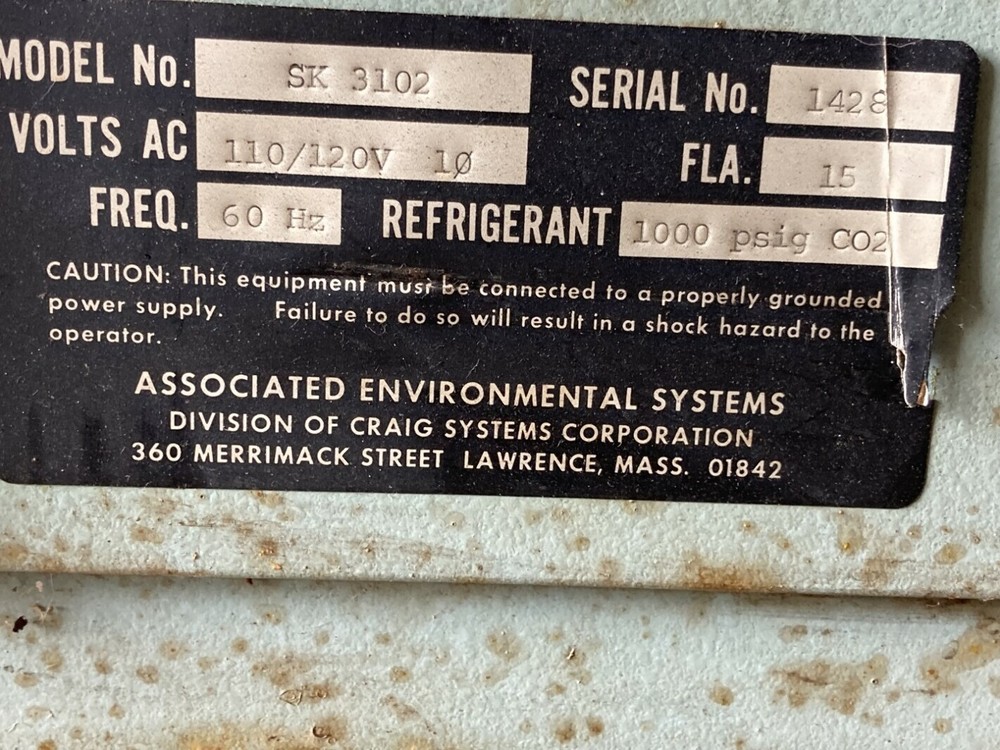 MODEL No. SK 3102 SERIAL No. 1428
VOLTS AC 110/120V 1Ø FLA. 15
FREQ. 60 Hz REFRIGERANT 1000 psig CO2
CAUTION: This equipment must be connected to a properly grounded
power supply. Failure to do so will result in a shock hazard to the
operator.
ASSOCIATED ENVIRONMENTAL SYSTEMS
DIVISION OF CRAIG SYSTEMS CORPORATION
360 MERRIMACK STREET LAWRENCE, MASS. 01842